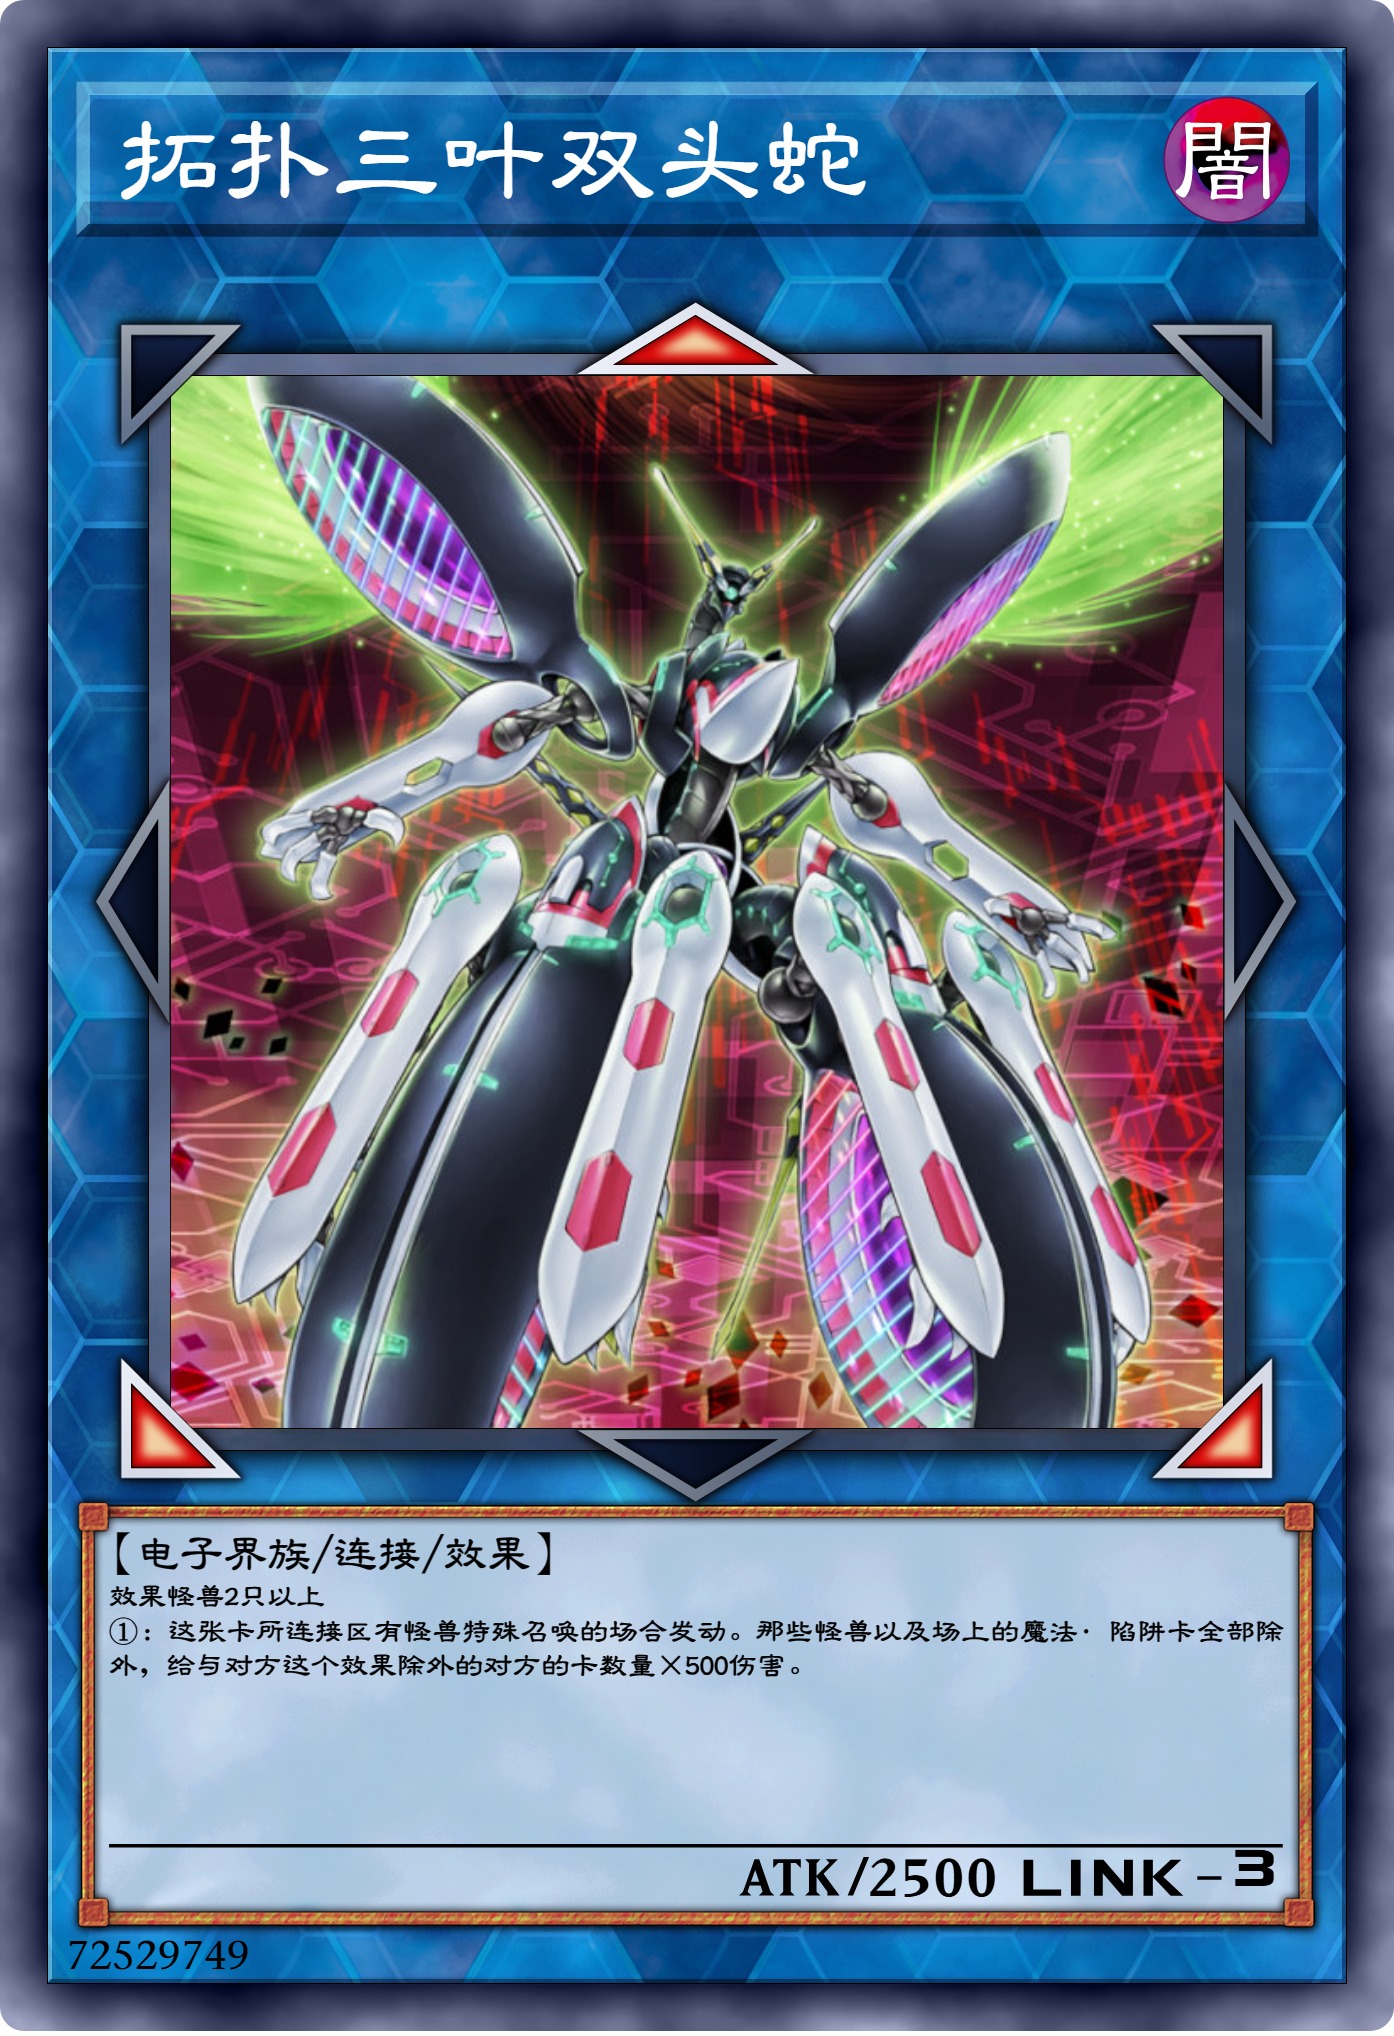 拓扑三叶双头蛇
闇
【电子界族/连接/效果】
效果怪兽2只以上
①：这张卡所连接区有怪兽特殊召唤的场合发动。那些怪兽以及场上的魔法·陷阱卡全部除
外，给与对方这个效果除外的对方的卡数量×500伤害。
ATK/2500 LINK-3
72529749